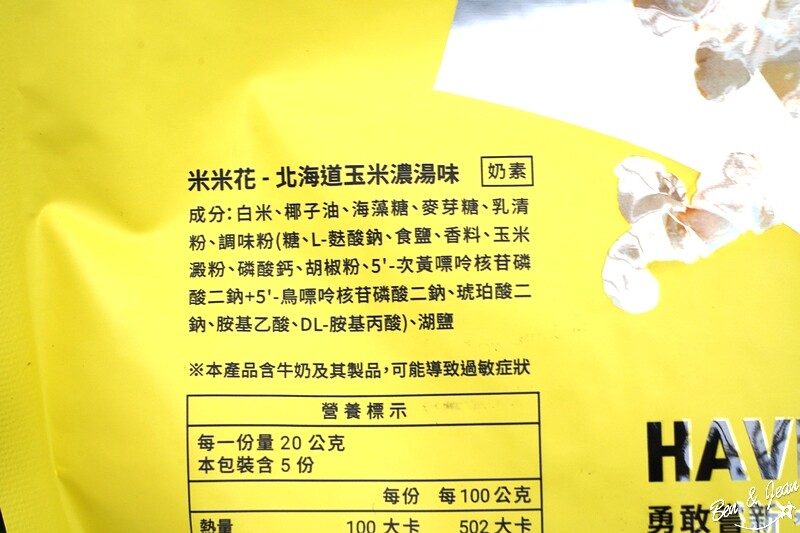 米米花 - 北海道玉米濃湯味 奶素
成分：白米、椰子油、海藻糖、麥芽糖、乳清
粉、調味粉(糖、L-麩酸鈉、食鹽、香料、玉米
澱粉、磷酸鈣、胡椒粉、5'-次黃嘌呤核苷磷
酸二鈉+5'-鳥嘌呤核苷磷酸二鈉、琥珀酸二
鈉、胺基乙酸、DL-胺基丙酸)、湖鹽
※本產品含牛奶及其製品，可能導致過敏症狀
營養標示
每一份量 20 公克
本包裝含 5 份
每份 每100公克
熱量 100 大卡 502 大卡
HAV
勇敢嘗新
Ben & Jean